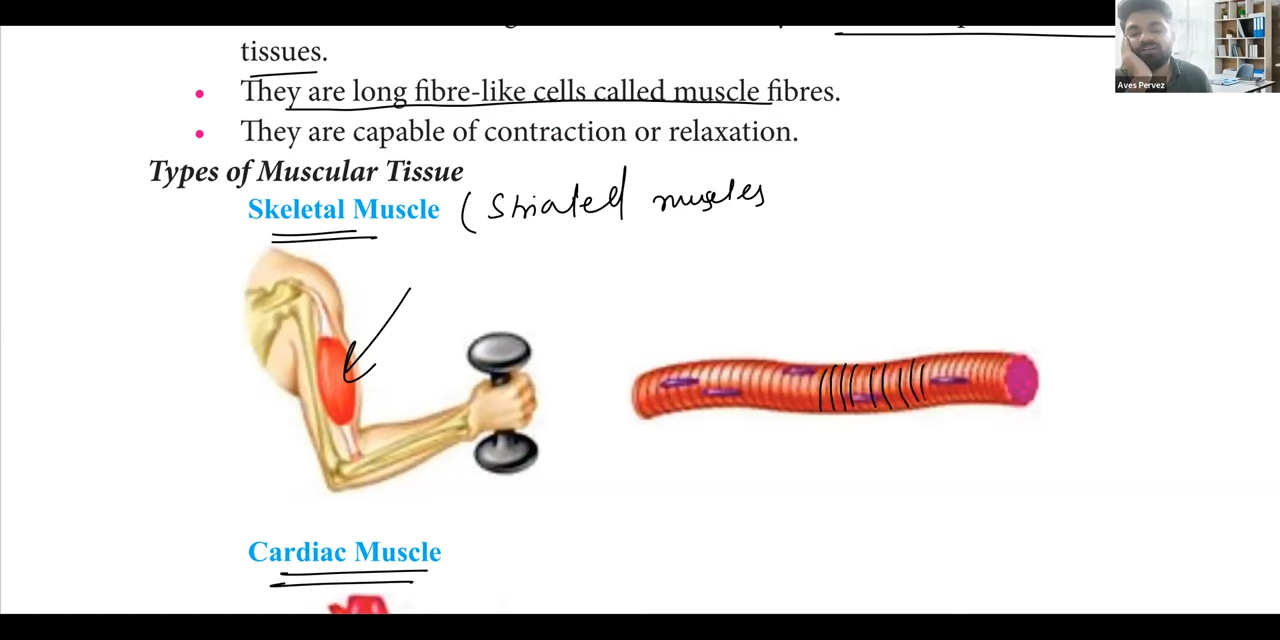 tissues.
• They are long fibre-like cells called muscle fibres.
• They are capable of contraction or relaxation.
Types of Muscular Tissue
Skeletal Muscle (Striated muscles
Cardiac Muscle
Aves Pervez